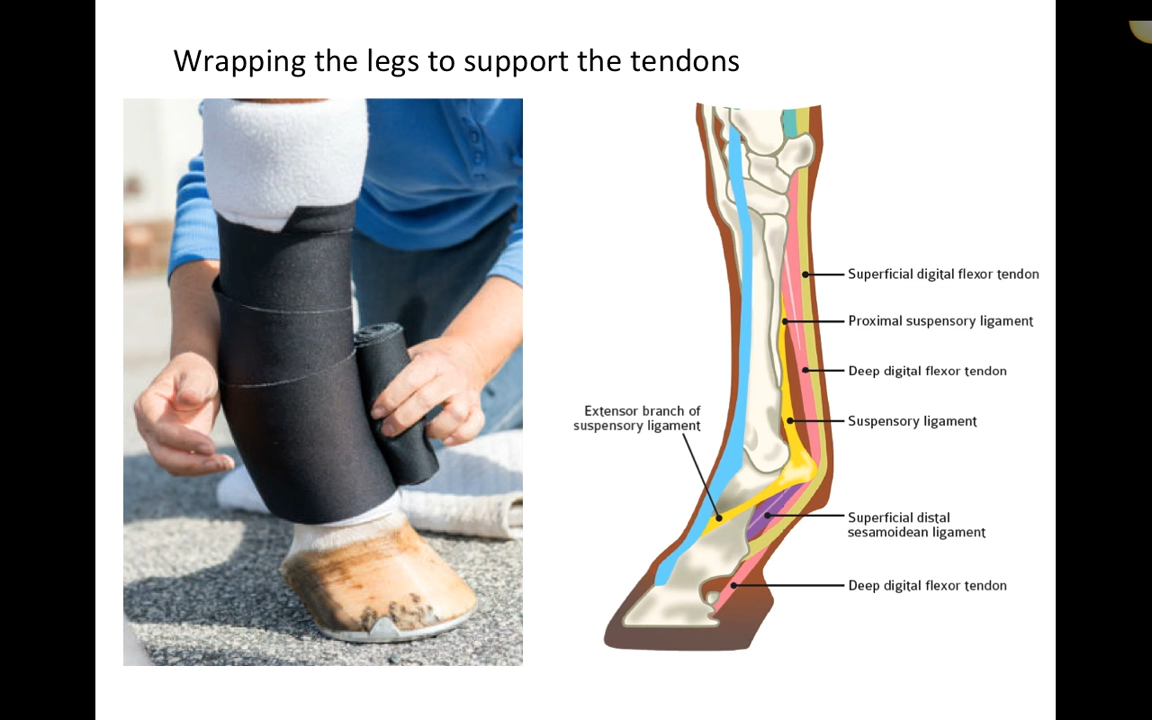 Wrapping the legs to support the tendons
Superficial digital flexor tendon
Proximal suspensory ligament
Deep digital flexor tendon
Extensor branch of
suspensory ligament
Suspensory ligament
Superficial distal
sesamoidean ligament
Deep digital flexor tendon